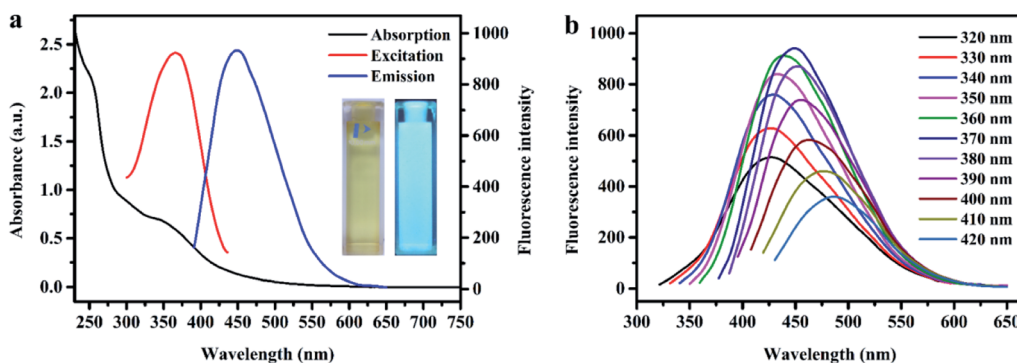 a
Absorption
Excitation
Emission
2.5
2.0
1.5
1.0
0.5
0.0
Absorbance (a.u.)
1000
800
600
400
200
0
Fluorescence intensity
250 300 350 400 450 500 550 600 650 700 750
Wavelength (nm)
b
320 nm
330 nm
340 nm
350 nm
360 nm
370 nm
380 nm
390 nm
400 nm
410 nm
420 nm
1000
800
600
400
200
0
Fluorescence intensity
300 350 400 450 500 550 600 650
Wavelength (nm)